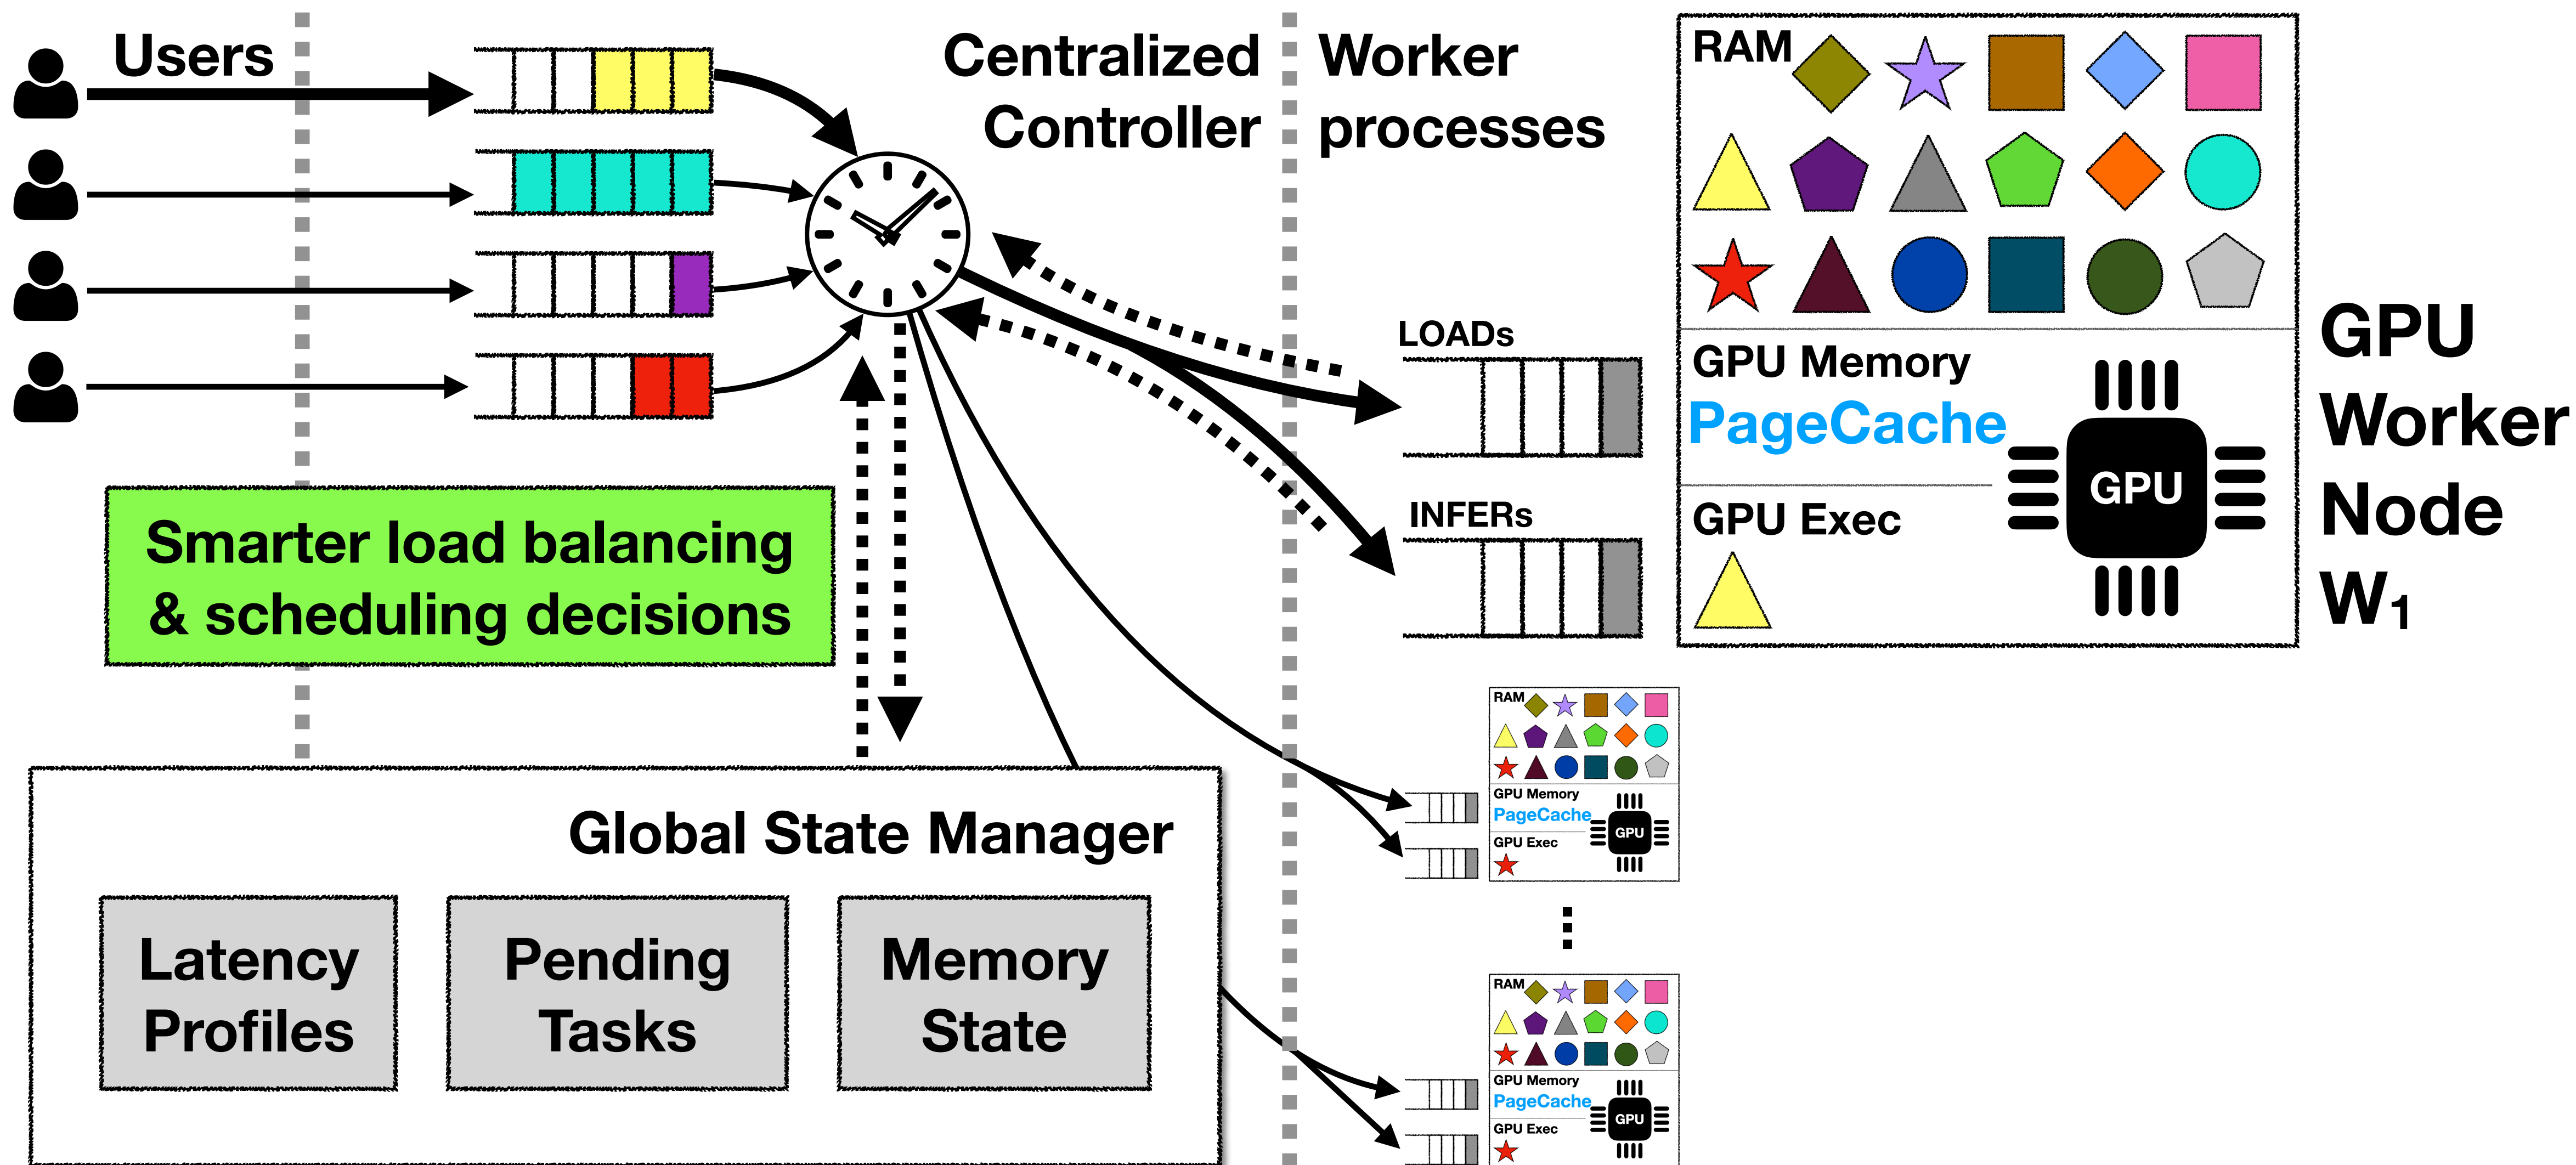 Users
Centralized
Controller
Worker
processes
RAM
LOADs
INFERs
GPU Memory
PageCache
GPU Exec
GPU
GPU
Worker
Node
W₁
Smarter load balancing
& scheduling decisions
Global State Manager
Latency
Profiles
Pending
Tasks
Memory
State
RAM
GPU Memory
PageCache
GPU Exec
GPU
RAM
GPU Memory
PageCache
GPU Exec
GPU